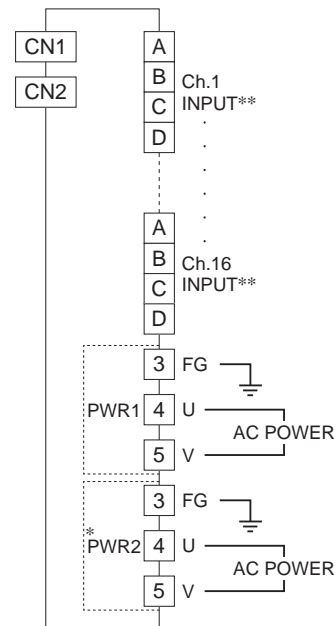 CN1
CN2
A
B
C
D
Ch.1
INPUT**
A
B
C
D
Ch.16
INPUT**
PWR1
3 FG
4 U
5 V
AC POWER
*
PWR2
3 FG
4 U
5 V
AC POWER